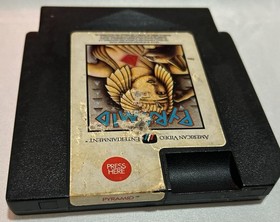 PYRAMID
AMERICAN VIDEO ENTERTAINMENT
PRESS
HERE
PYRAMID